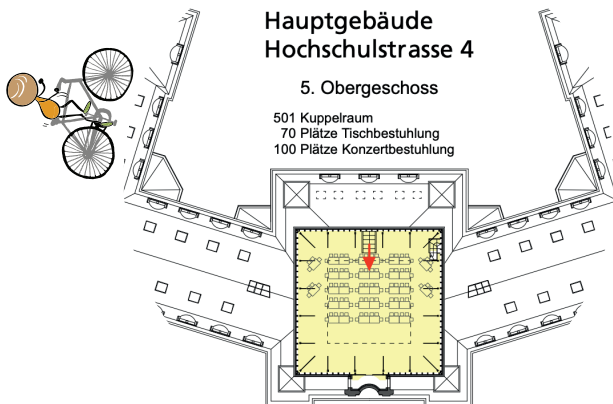 Hauptgebäude
Hochschulstrasse 4
5. Obergeschoss
501 Kuppelraum
70 Plätze Tischbestuhlung
100 Plätze Konzertbestuhlung